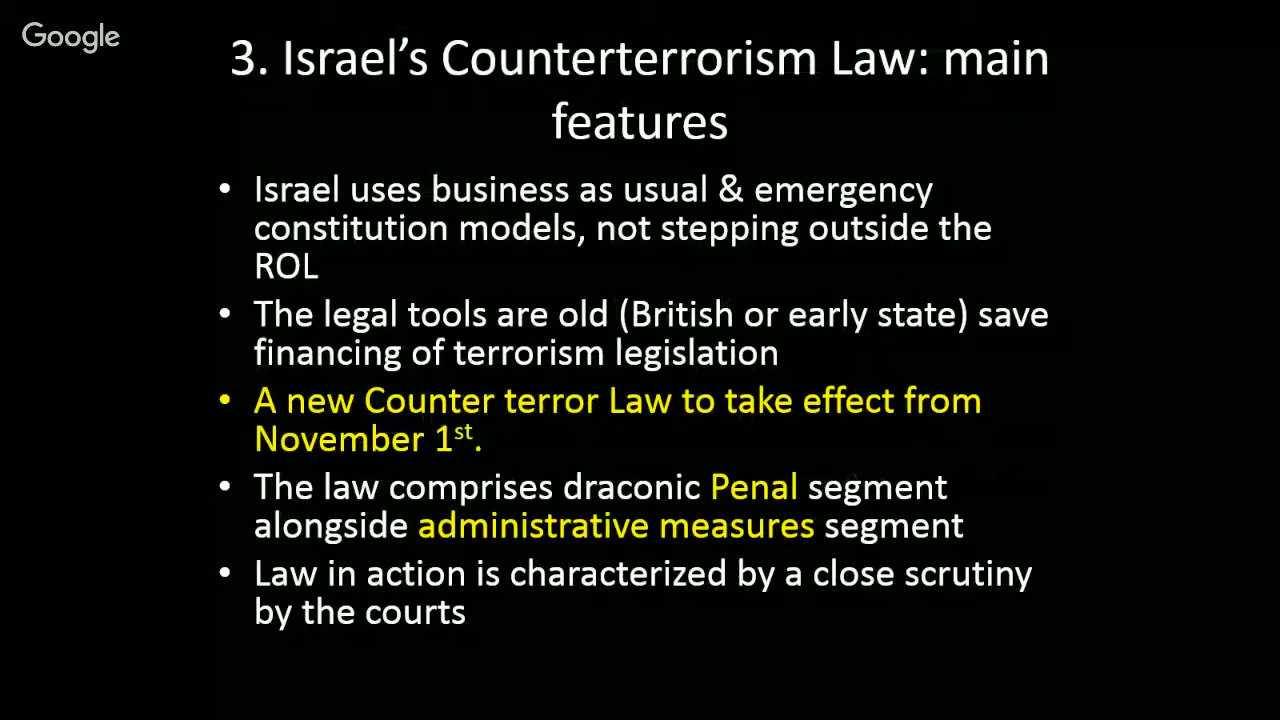 Google
3. Israel’s Counterterrorism Law: main
features
• Israel uses business as usual & emergency
constitution models, not stepping outside the
ROL
• The legal tools are old (British or early state) save
financing of terrorism legislation
• A new Counter terror Law to take effect from
November 1st.
• The law comprises draconic Penal segment
alongside administrative measures segment
• Law in action is characterized by a close scrutiny
by the courts